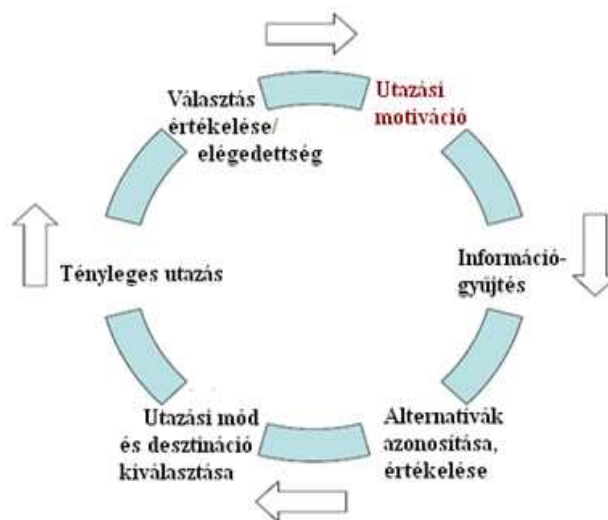 Utazási
motiváció
Információ-
gyűjtés
Alternatívák
azonosítása,
értékelése
Utazási mód
és desztináció
kiválasztása
Tényleges utazás
Választás
értékelése/
elégedettség